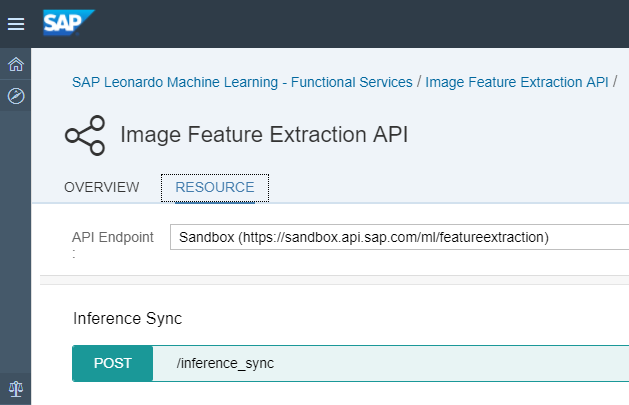 SAP
SAP Leonardo Machine Learning - Functional Services / Image Feature Extraction API /
Image Feature Extraction API
OVERVIEW RESOURCE
API Endpoint Sandbox (https://sandbox.api.sap.com/ml/featureextraction)
:
Inference Sync
POST /inference_sync